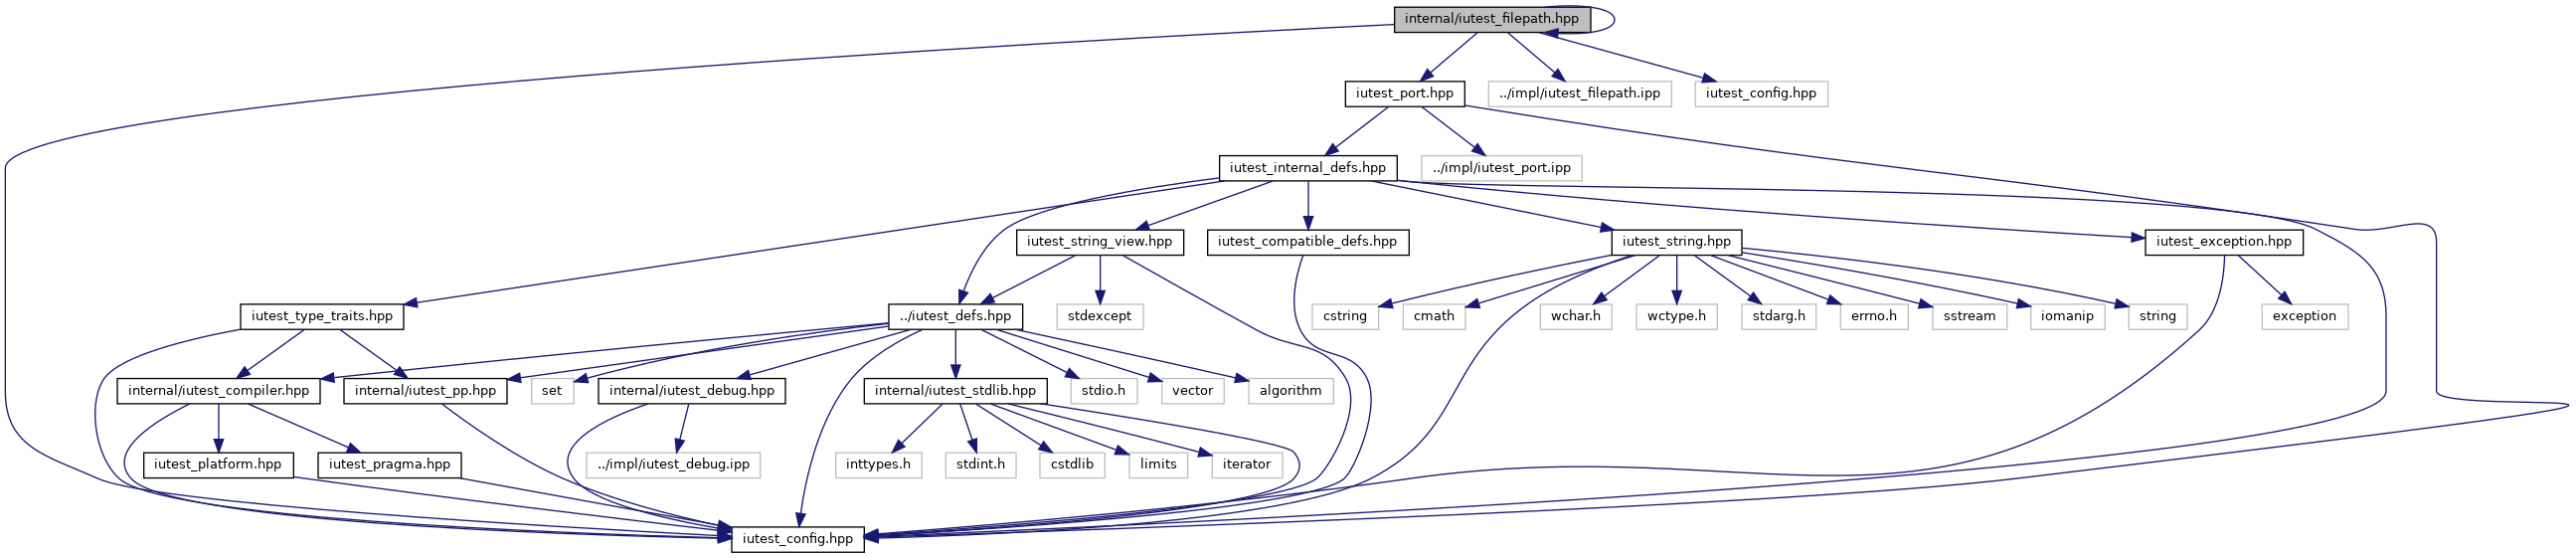 internal/iutest_filepath.hpp
iutest_port.hpp
../impl/iutest_filepath.ipp
iutest_config.hpp
iutest_internal_defs.hpp
../impl/iutest_port.ipp
iutest_string_view.hpp
iutest_compatible_defs.hpp
iutest_string.hpp
iutest_exception.hpp
iutest_type_traits.hpp
../iutest_defs.hpp
stdexcept
cstring
cmath
wchar.h
wctype.h
stdarg.h
errno.h
sstream
iomanip
string
exception
internal/iutest_compiler.hpp
internal/iutest_pp.hpp
set
internal/iutest_debug.hpp
internal/iutest_stdlib.hpp
stdio.h
vector
algorithm
iutest_platform.hpp
iutest_pragma.hpp
../impl/iutest_debug.ipp
inttypes.h
stdint.h
cstdlib
limits
iterator
iutest_config.hpp